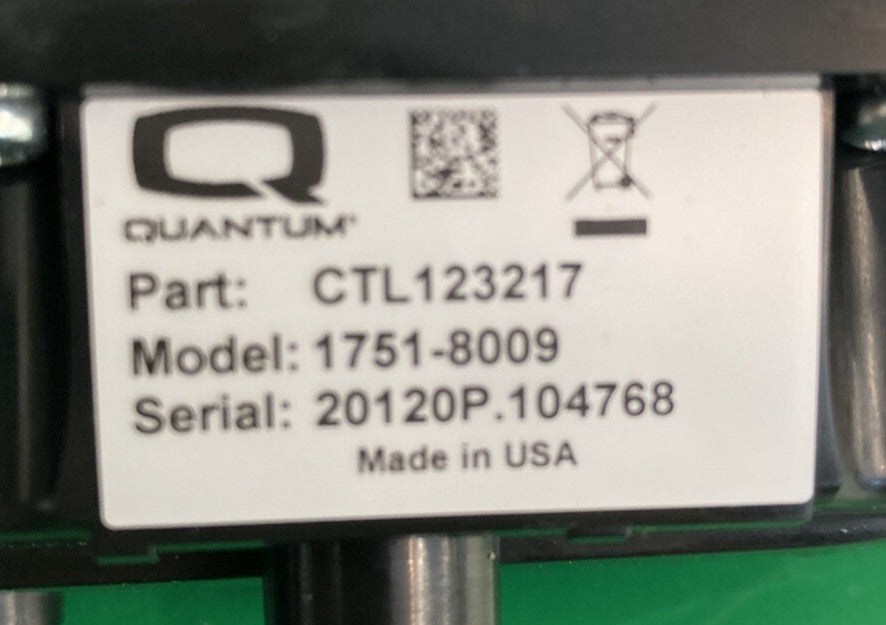 QUANTUM®
Part: CTL123217
Model: 1751-8009
Serial: 20120P.104768
Made in USA